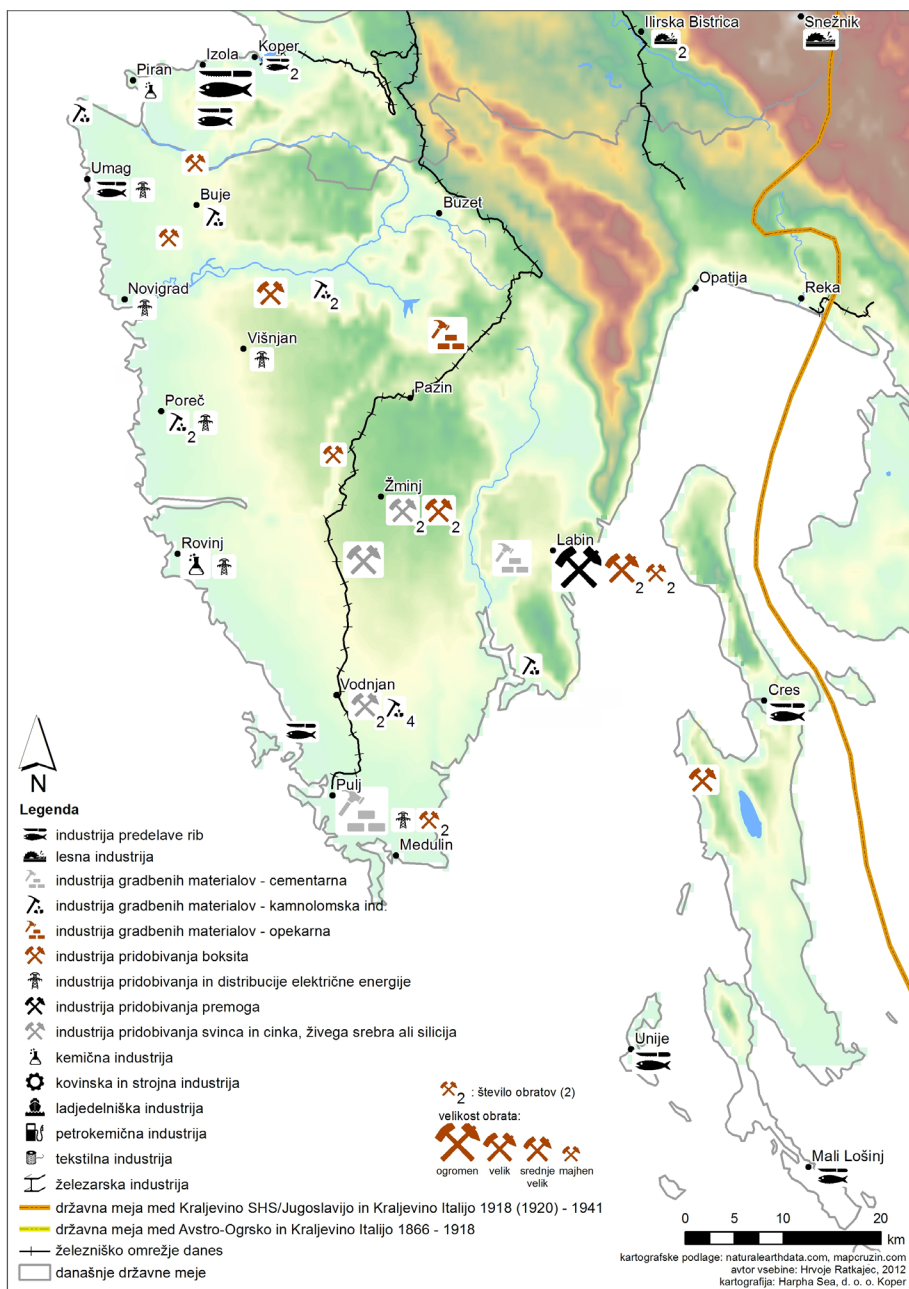 Ilirska Bistrica
2
Snežnik
Koper
2
Izola
Piran
Umag
Buje
Buzet
Novigrad
2
Opatija
Reka
Višnjan
Pazin
Poreč
2
Žminj
2
2
Rovinj
Labin
2
2
Vodnjan
2
4
Cres
Pulj
2
Medulin
Unije
Mali Lošinj
N
Legenda
industrija predelave rib
lesna industrija
industrija gradbenih materialov - cementarna
industrija gradbenih materialov - kamnolomska ind.
industrija gradbenih materialov - opekarna
industrija pridobivanja boksita
industrija pridobivanja in distribucije električne energije
industrija pridobivanja premoga
industrija pridobivanja svinca in cinka, živega srebra ali silicija
kemična industrija
kovinska in strojna industrija
ladjedelniška industrija
petrokemična industrija
tekstilna industrija
železarska industrija
državna meja med Kraljevino SHS/Jugoslavijo in Kraljevino Italijo 1918 (1920) - 1941
državna meja med Avstro-Ogrsko in Kraljevino Italijo 1866 - 1918
železniško omrežje danes
današnje državne meje
2 : število obratov (2)
velikost obrata:
ogromen velik srednje majhen
velik
0 5 10 20
km
kartografske podlage: naturalearthdata.com, mapcruzin.com
avtor vsebine: Hrvoje Ratkajec, 2012
kartografija: Harpha Sea, d. o. o. Koper